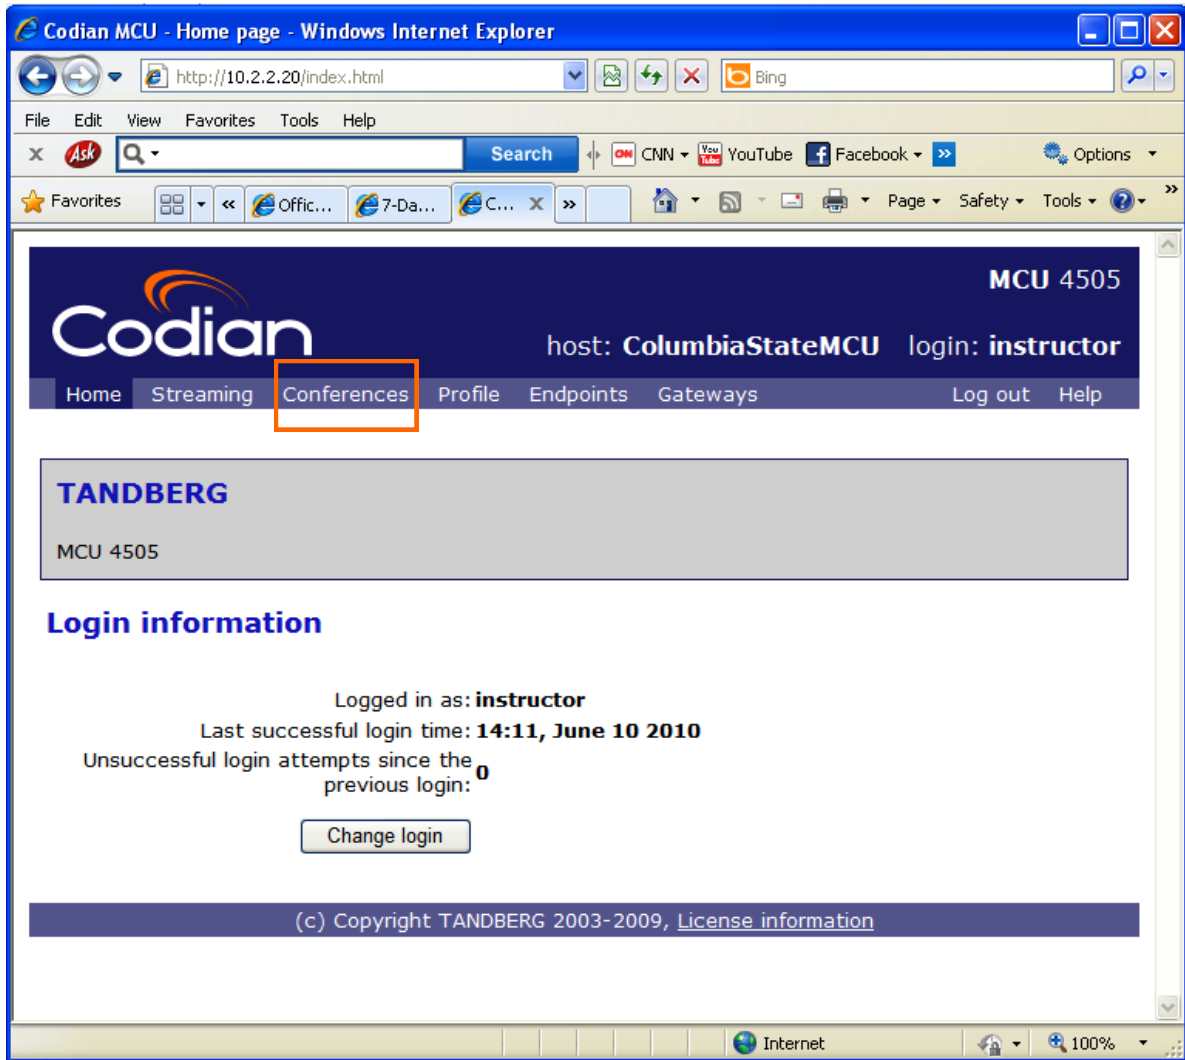 Codian MCU - Home page - Windows Internet Explorer
http://10.2.2.20/index.html
Bing
File Edit View Favorites Tools Help
x Ask Search CNN YouTube Facebook Options
Favorites Offic... 7-Da... C... X Page Safety Tools
MCU 4505
Codian
host: ColumbiaStateMCU login: instructor
Home Streaming Conferences Profile Endpoints Gateways Log out Help
TANDBERG
MCU 4505
Login information
Logged in as: instructor
Last successful login time: 14:11, June 10 2010
Unsuccessful login attempts since the
previous login: 0
Change login
(c) Copyright TANDBERG 2003-2009, License information
Internet 100%